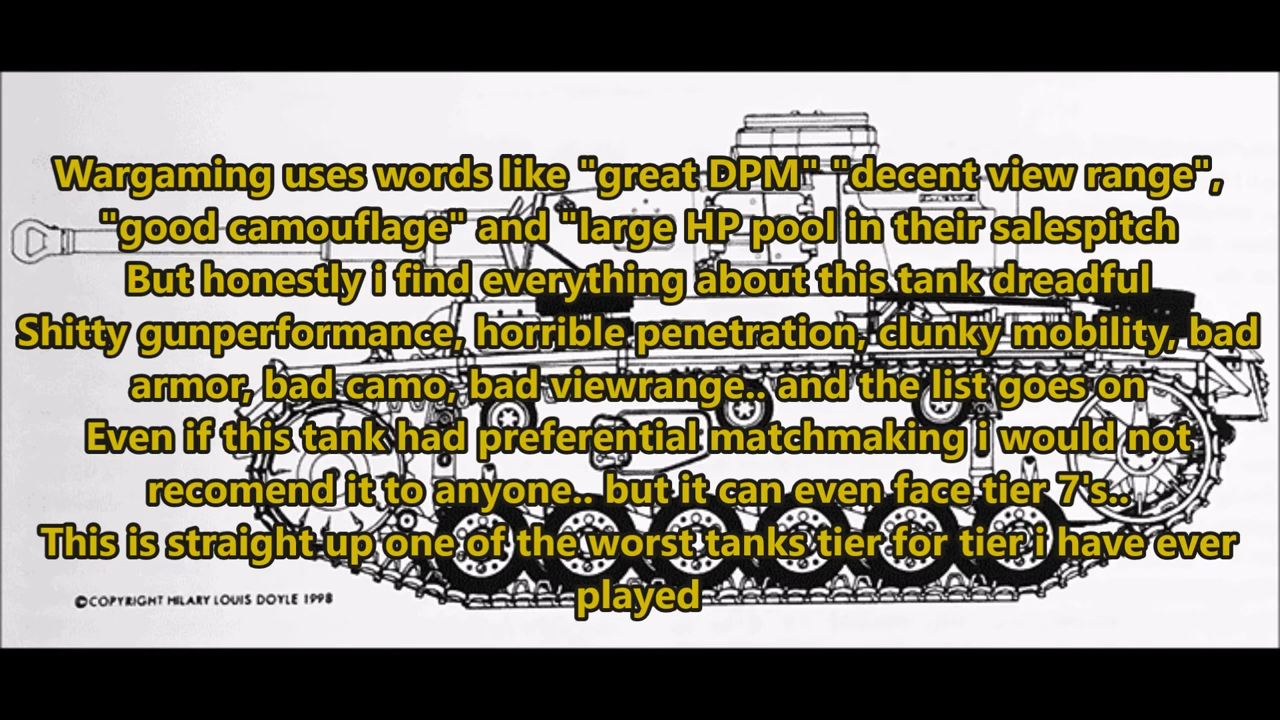 Wargaming uses words like "great DPM" "decent view range",
"good camouflage" and "large HP pool in their salespitch
But honestly i find everything about this tank dreadful
Shitty gunperformance, horrible penetration, clunky mobility, bad
armor, bad camo, bad viewrange.. and the list goes on
Even if this tank had preferential matchmaking i would not
recomend it to anyone.. but it can even face tier 7's..
This is straight up one of the worst tanks tier for tier i have ever
played
©COPYRIGHT HILARY LOUIS DOYLE 1998